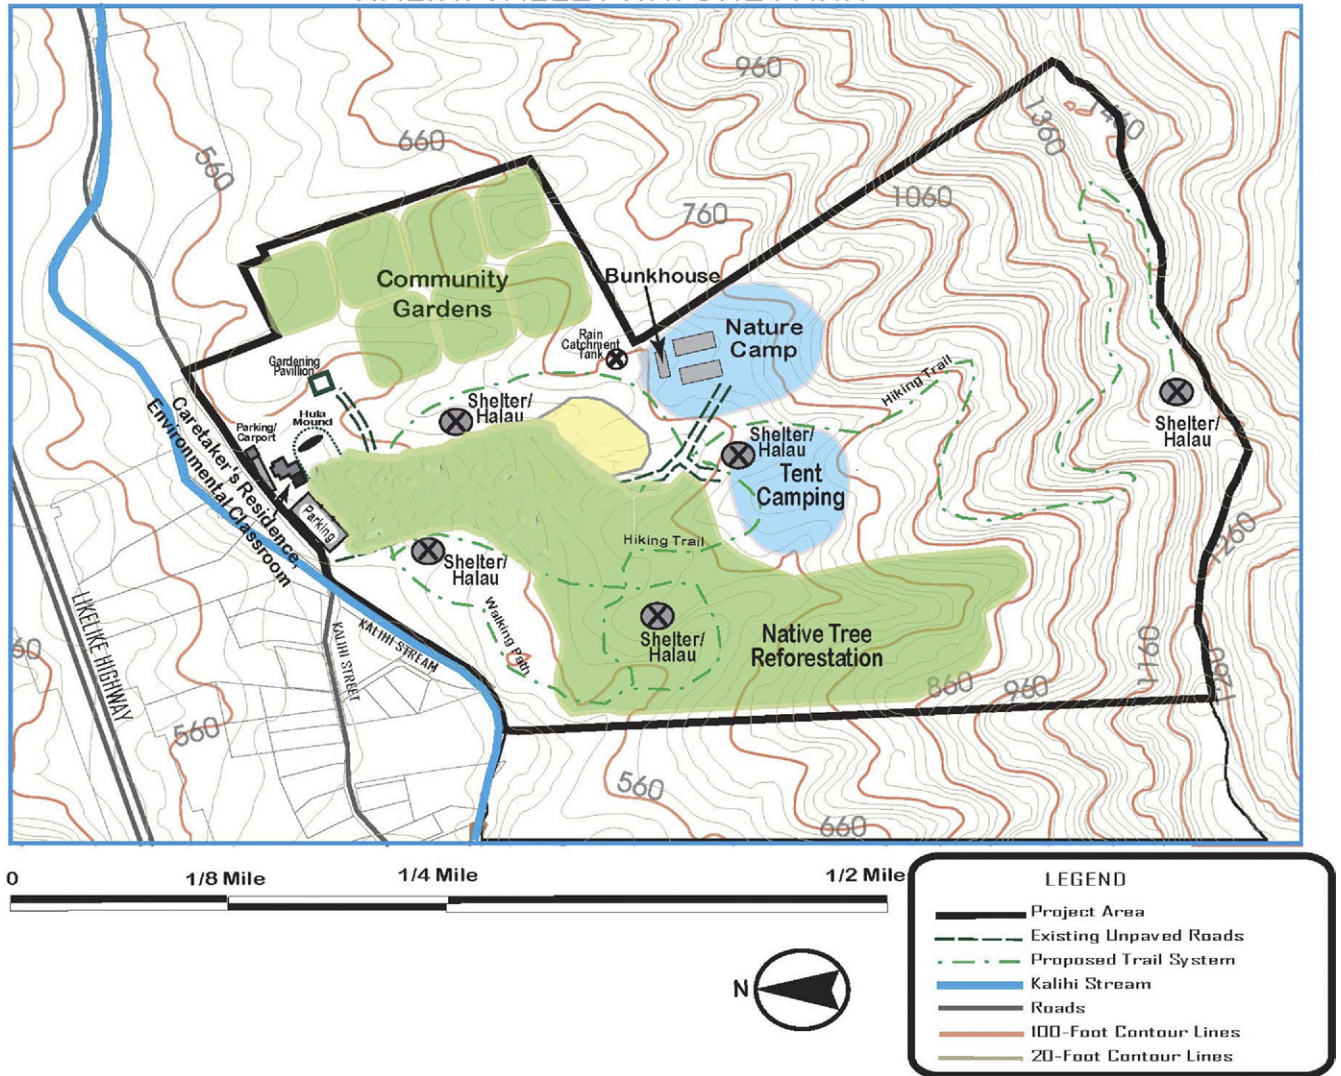 960
1360
1460
660
560
1060
760
Bunkhouse
Community
Gardens
Nature
Camp
Rain
Catchment
Tank
Gardening
Pavillion
Hiking Trail
Shelter/
Halau
Hula
Mound
Parking/
Carport
Shelter/
Halau
Shelter/
Halau
Tent
Camping
Caretaker's Residence,
Environmental Classroom
Parking
Hiking Trail
Shelter/
Halau
1260
Walking Path
LIKELIKE HIGHWAY
KALIHI STREAM
KALIHI STREET
Shelter/
Halau
Native Tree
Reforestation
60
1160
1260
860
960
560
560
660
0
1/8 Mile
1/4 Mile
1/2 Mile
N
LEGEND
Project Area
Existing Unpaved Roads
Proposed Trail System
Kalihi Stream
Roads
100-Foot Contour Lines
20-Foot Contour Lines